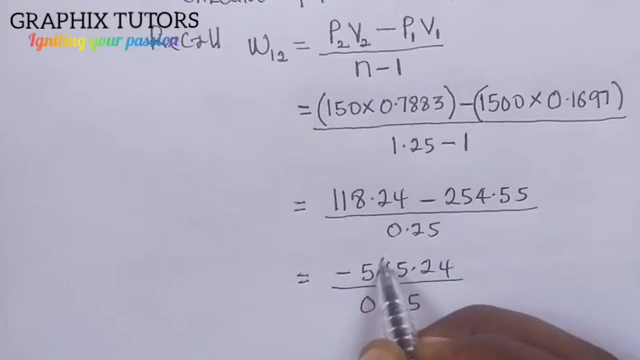 GRAPHIX TUTORS
Igniting your passion
Recall W₁₂ = P₂V₂ − P₁V₁ / n−1
= (150×0.7883) − (1500×0.1697) / 1.25−1
= 118.24 − 254.55 / 0.25